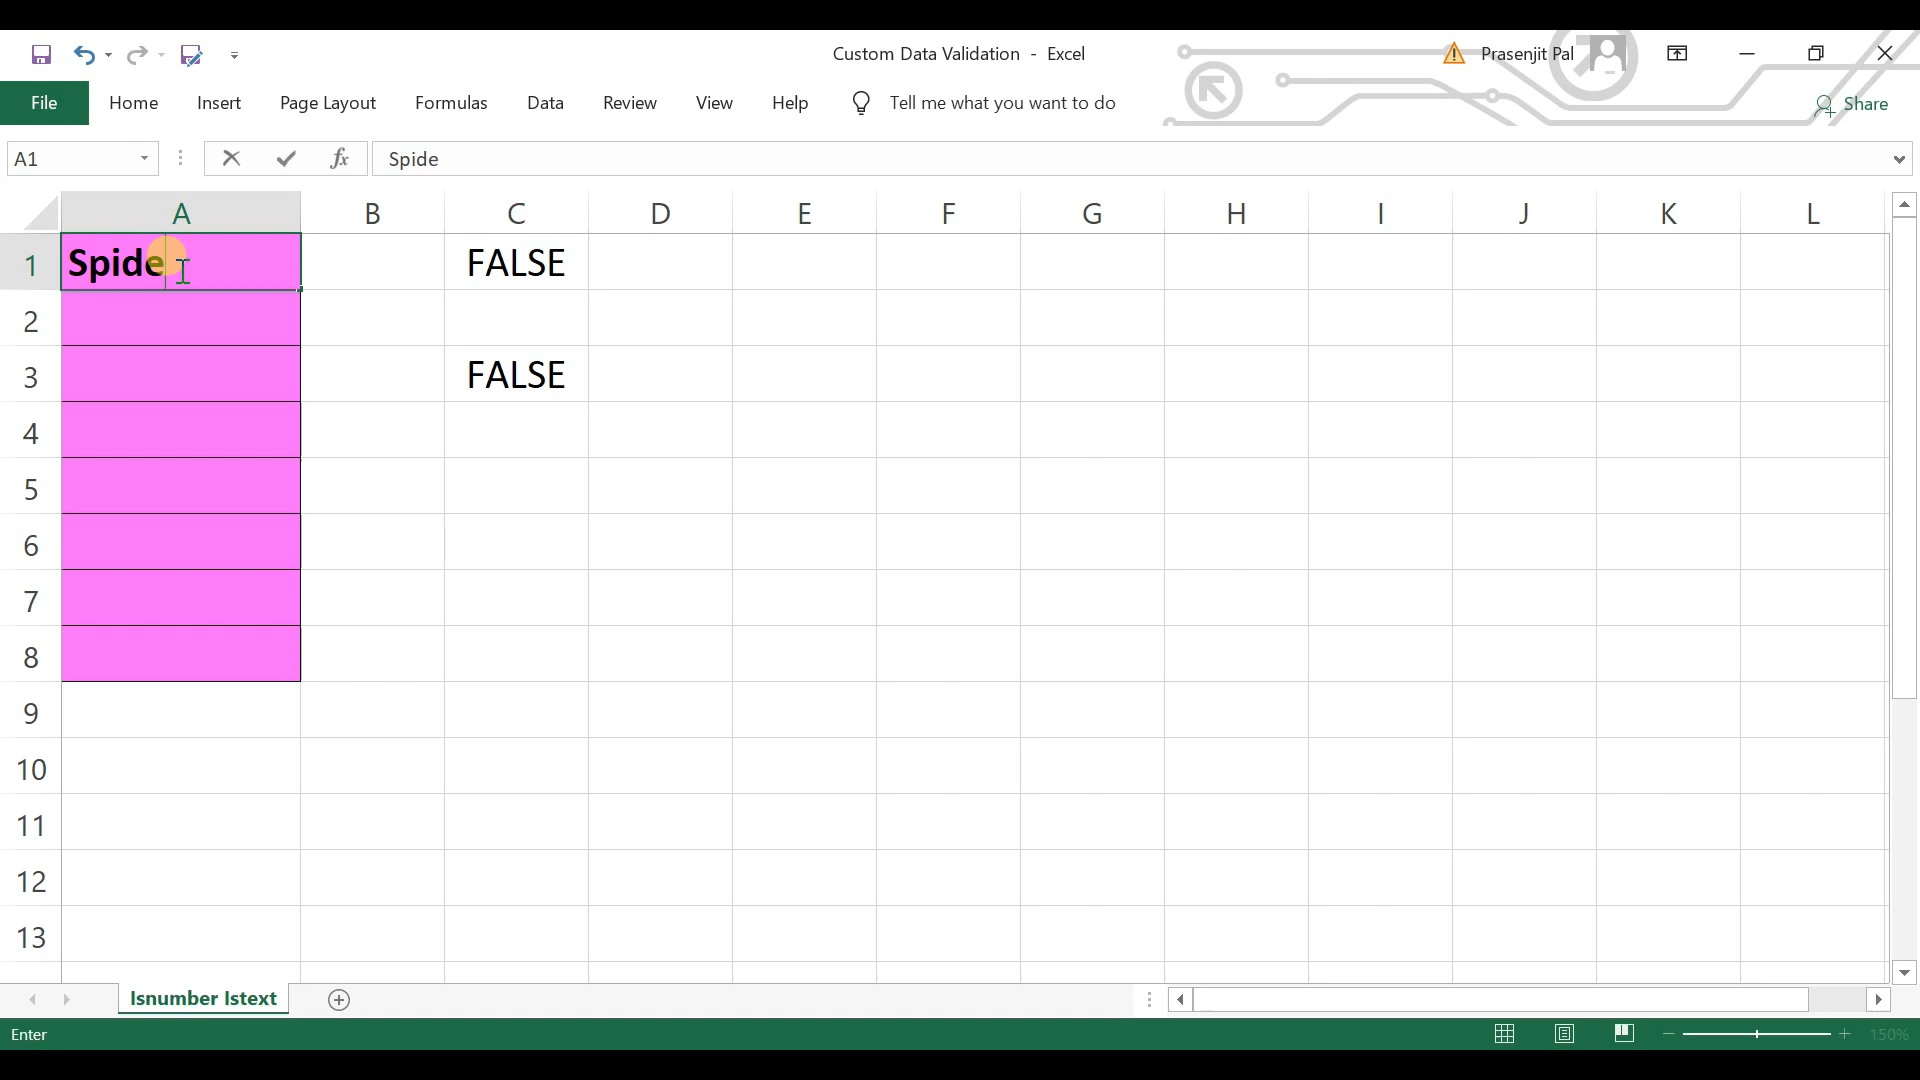 Custom Data Validation - Excel
Prasenjit Pal
File Home Insert Page Layout Formulas Data Review View Help Tell me what you want to do
Share
A1 fx Spide
A B C D E F G H I J K L
1 Spide FALSE
2
3 FALSE
4
5
6
7
8
9
10
11
12
13
Isnumber Istext
Enter 150%